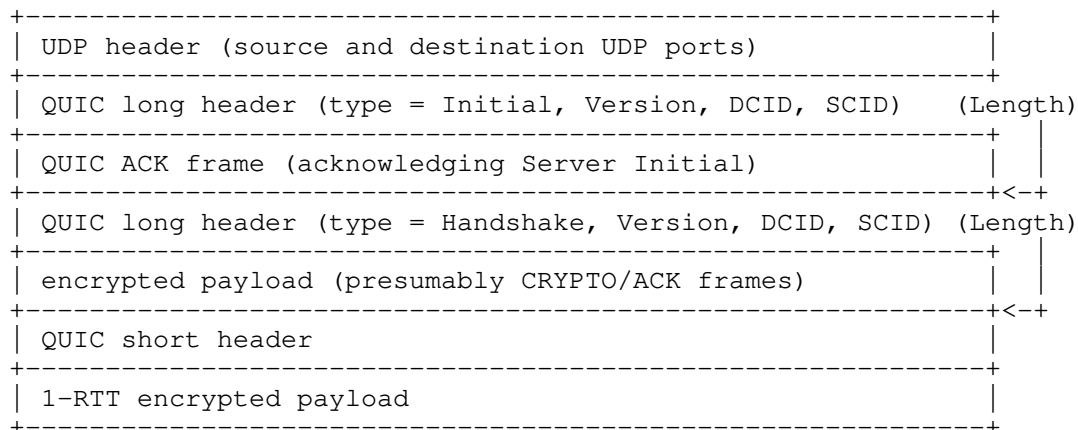 +------------------------------------------------------------+
| UDP header (source and destination UDP ports)              |
+------------------------------------------------------------+
| QUIC long header (type = Initial, Version, DCID, SCID)   (Length)
+------------------------------------------------------------+  |
| QUIC ACK frame (acknowledging Server Initial)              |  |
+------------------------------------------------------------+<-+
| QUIC long header (type = Handshake, Version, DCID, SCID) (Length)
+------------------------------------------------------------+  |
| encrypted payload (presumably CRYPTO/ACK frames)           |  |
+------------------------------------------------------------+<-+
| QUIC short header                                          |
+------------------------------------------------------------+
| 1-RTT encrypted payload                                    |
+------------------------------------------------------------+